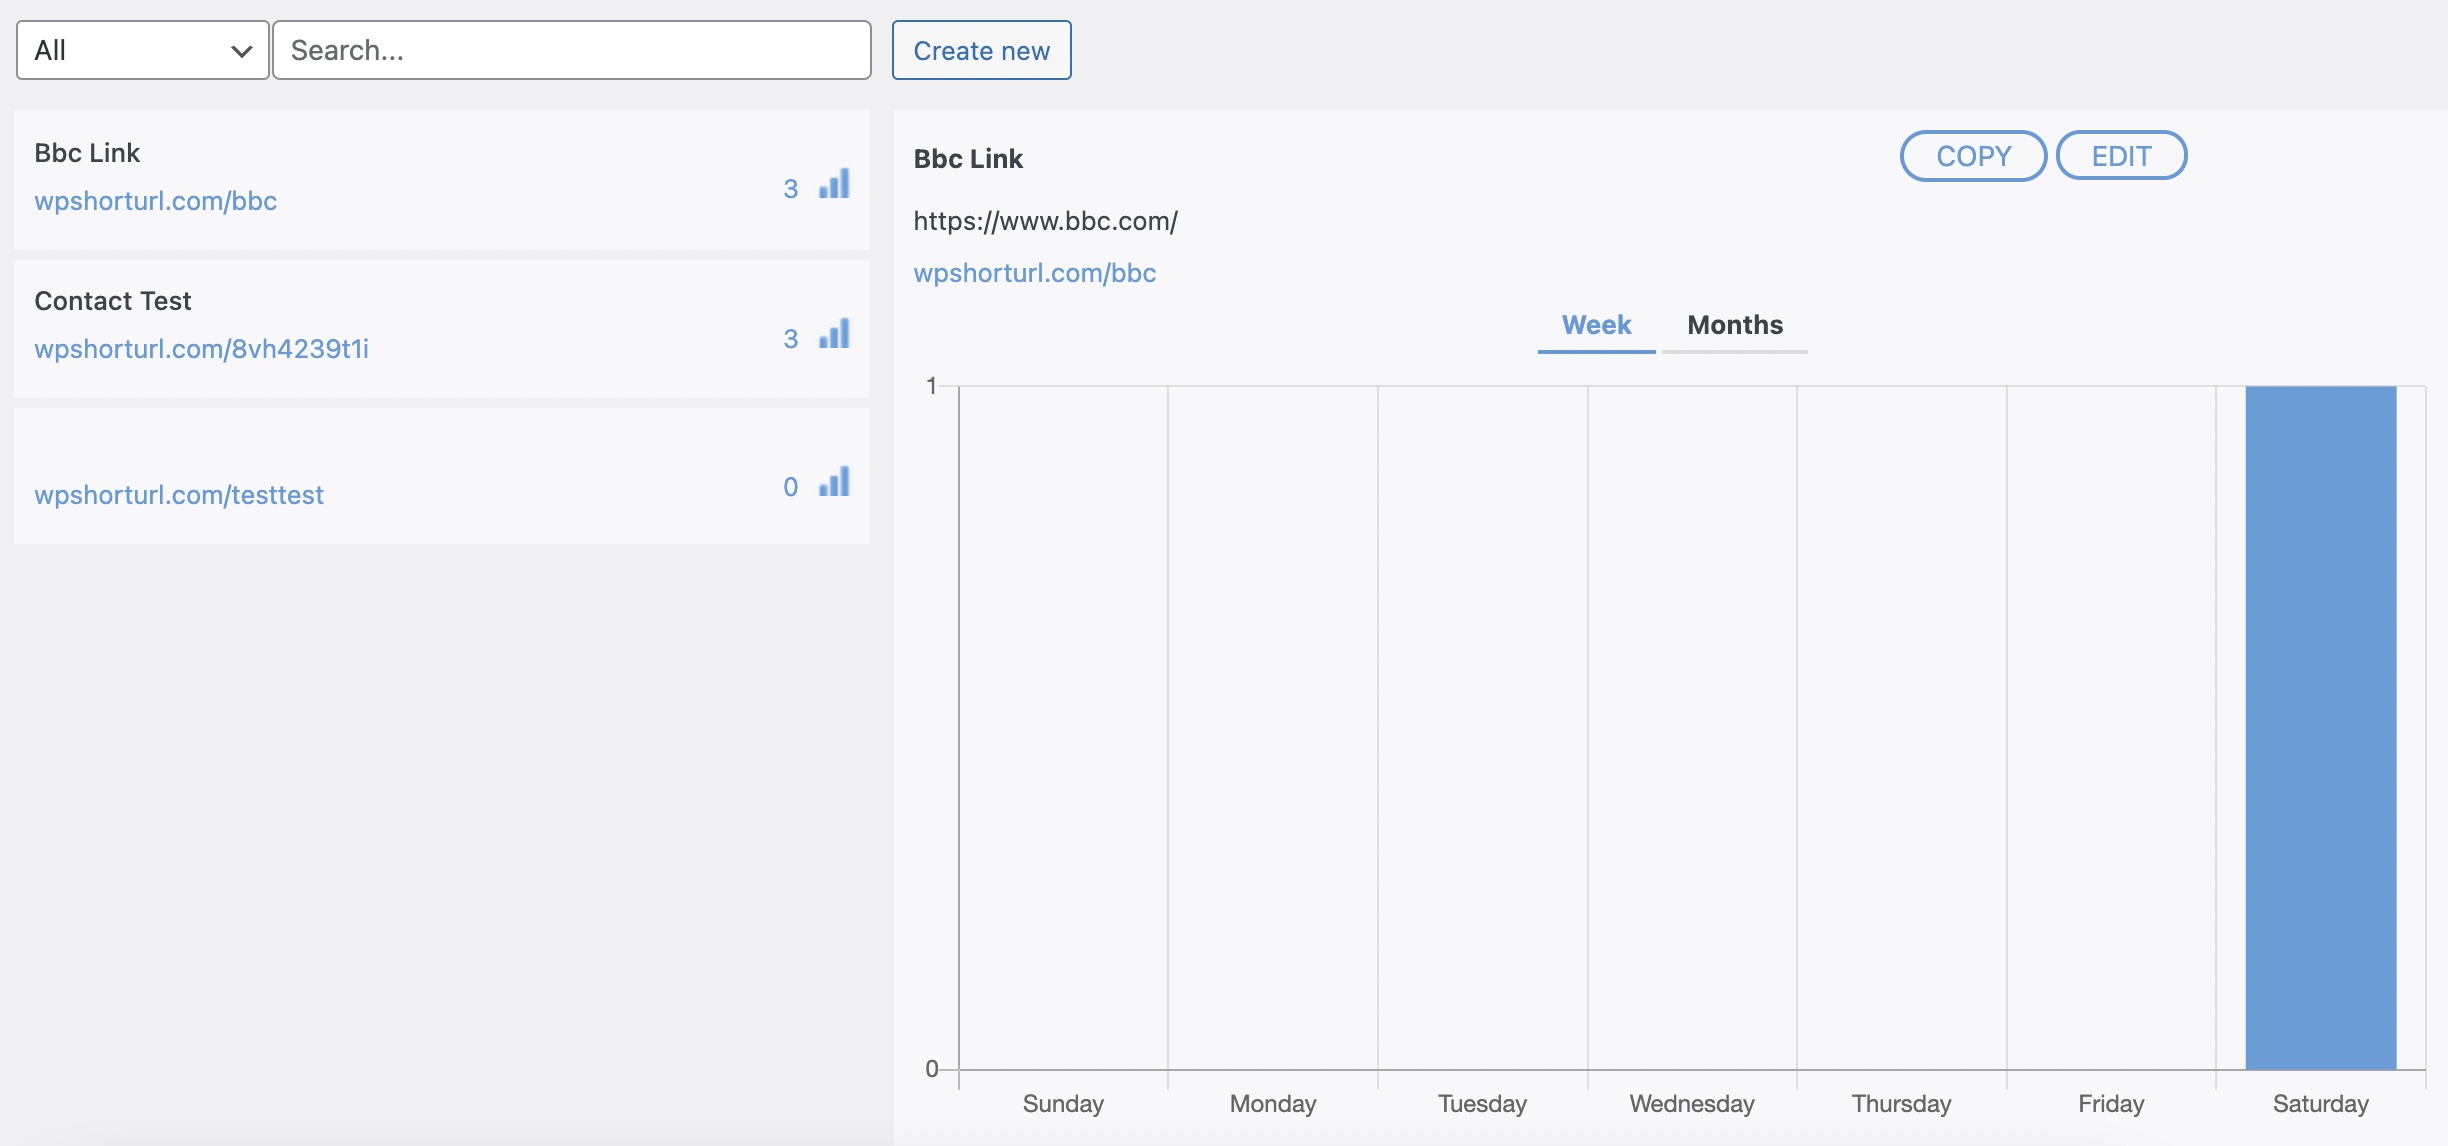 All
Search...
Create new
Bbc Link
wpshorturl.com/bbc
3
Contact Test
wpshorturl.com/8vh4239t1i
3
wpshorturl.com/testtest
0
Bbc Link
COPY
EDIT
https://www.bbc.com/
wpshorturl.com/bbc
Week
Months
1
0
Sunday
Monday
Tuesday
Wednesday
Thursday
Friday
Saturday